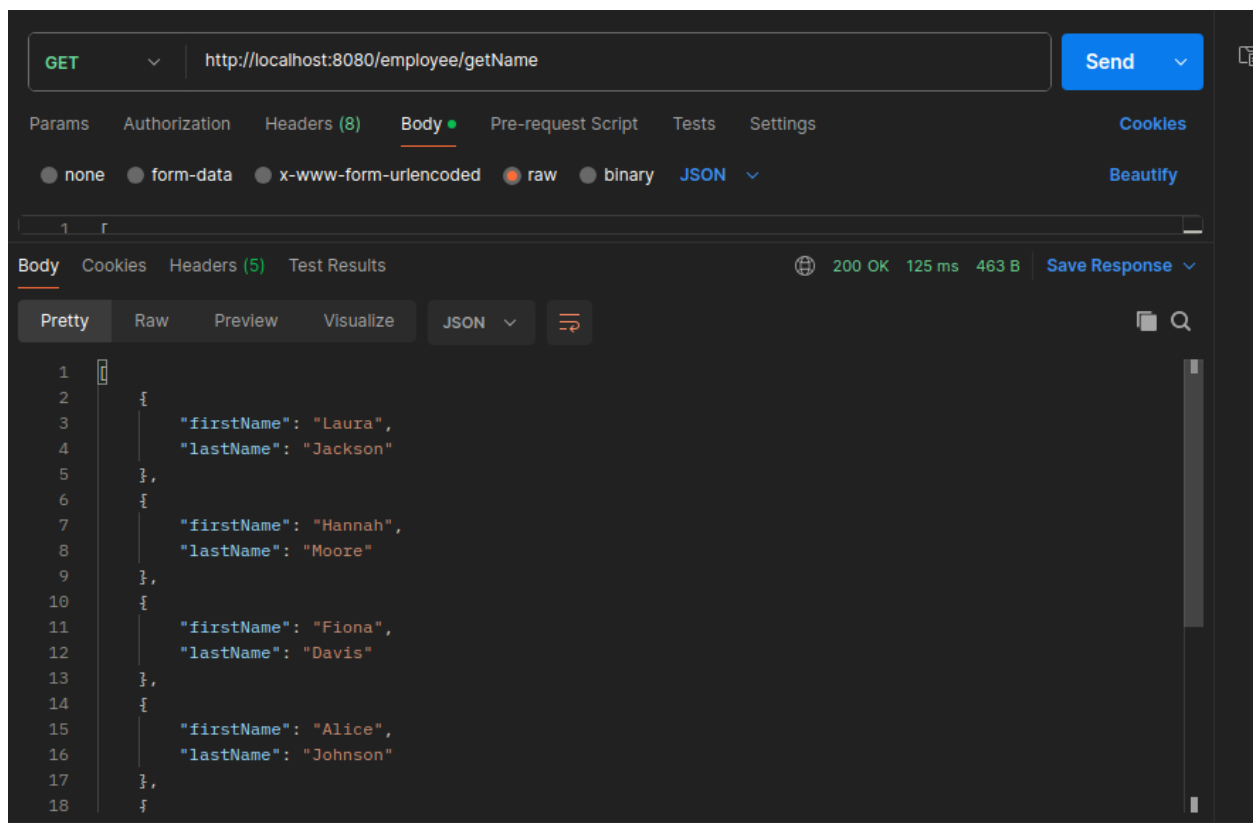 GET http://localhost:8080/employee/getName Send
Params Authorization Headers (8) Body Pre-request Script Tests Settings Cookies
none form-data x-www-form-urlencoded raw binary JSON Beautify
1 [
Body Cookies Headers (5) Test Results 200 OK 125 ms 463 B Save Response
Pretty Raw Preview Visualize JSON
1 [
2 {
3 "firstName": "Laura",
4 "lastName": "Jackson"
5 },
6 {
7 "firstName": "Hannah",
8 "lastName": "Moore"
9 },
10 {
11 "firstName": "Fiona",
12 "lastName": "Davis"
13 },
14 {
15 "firstName": "Alice",
16 "lastName": "Johnson"
17 },
18 {